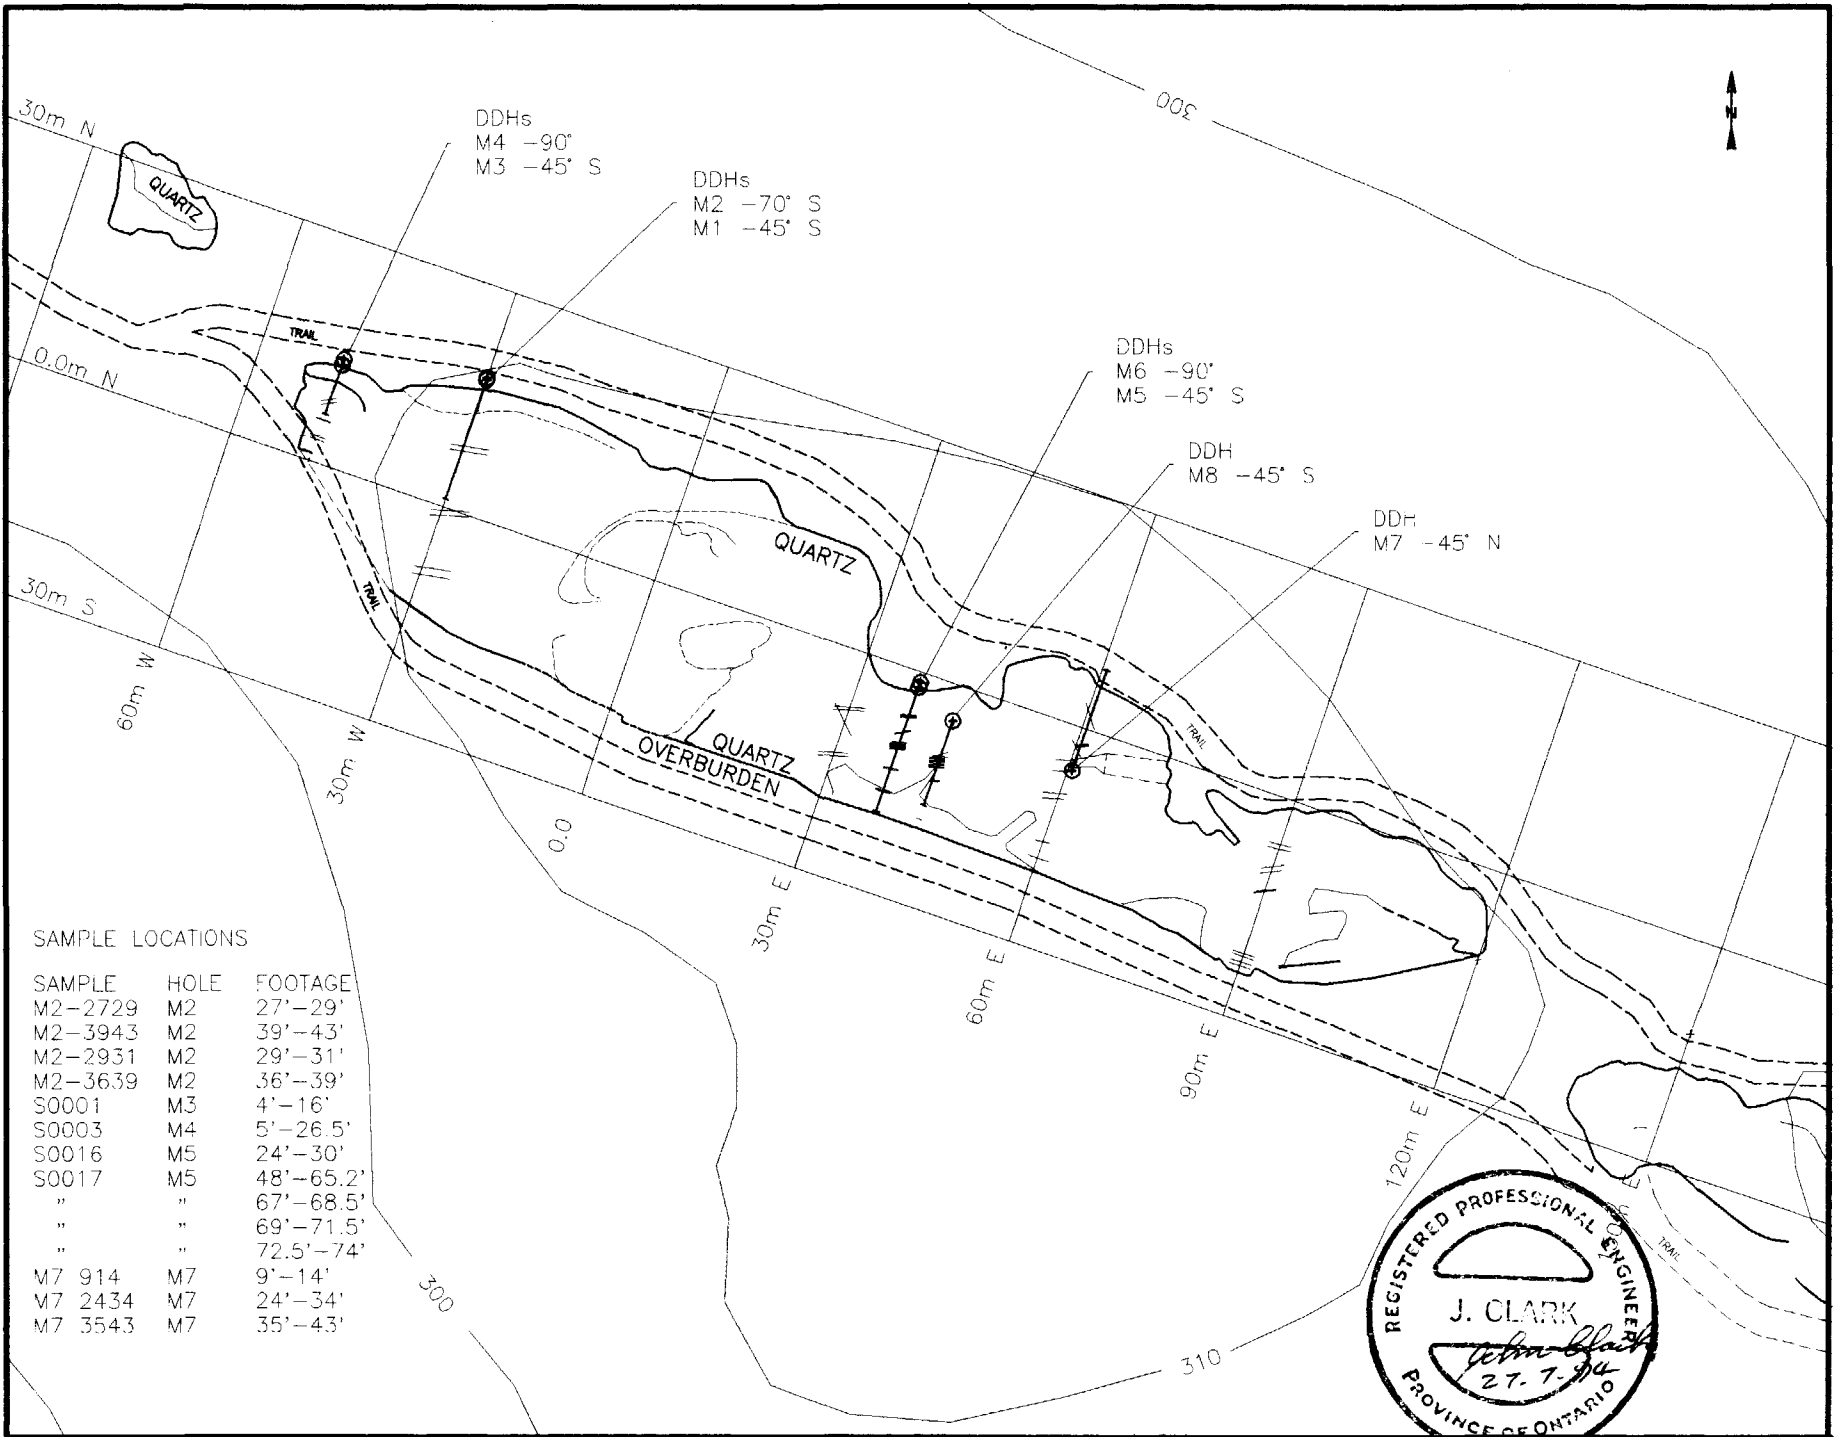 30m N
QUARTZ
DDHs
M4 -90°
M3 -45° S
DDHs
M2 -70° S
M1 -45° S
300
N
TRAIL
0.0m N
DDHs
M6 -90°
M5 -45° S
DDH
M8 -45° S
DDH
M7 -45° N
QUARTZ
30m S
TRAIL
60m W
30m W
0.0
QUARTZ
OVERBURDEN
TRAIL
30m E
60m E
90m E
120m E
TRAIL
SAMPLE LOCATIONS
SAMPLE HOLE FOOTAGE
M2-2729 M2 27'-29'
M2-3943 M2 39'-43'
M2-2931 M2 29'-31'
M2-3639 M2 36'-39'
S0001 M3 4'-16'
S0003 M4 5'-26.5'
S0016 M5 24'-30'
S0017 M5 48'-65.2'
" " 67'-68.5'
" " 69'-71.5'
" " 72.5'-74'
M7 914 M7 9'-14'
M7 2434 M7 24'-34'
M7 3543 M7 35'-43'
300
310
REGISTERED PROFESSIONAL ENGINEER
J. CLARK
John Clark
27. 7. 94
PROVINCE OF ONTARIO